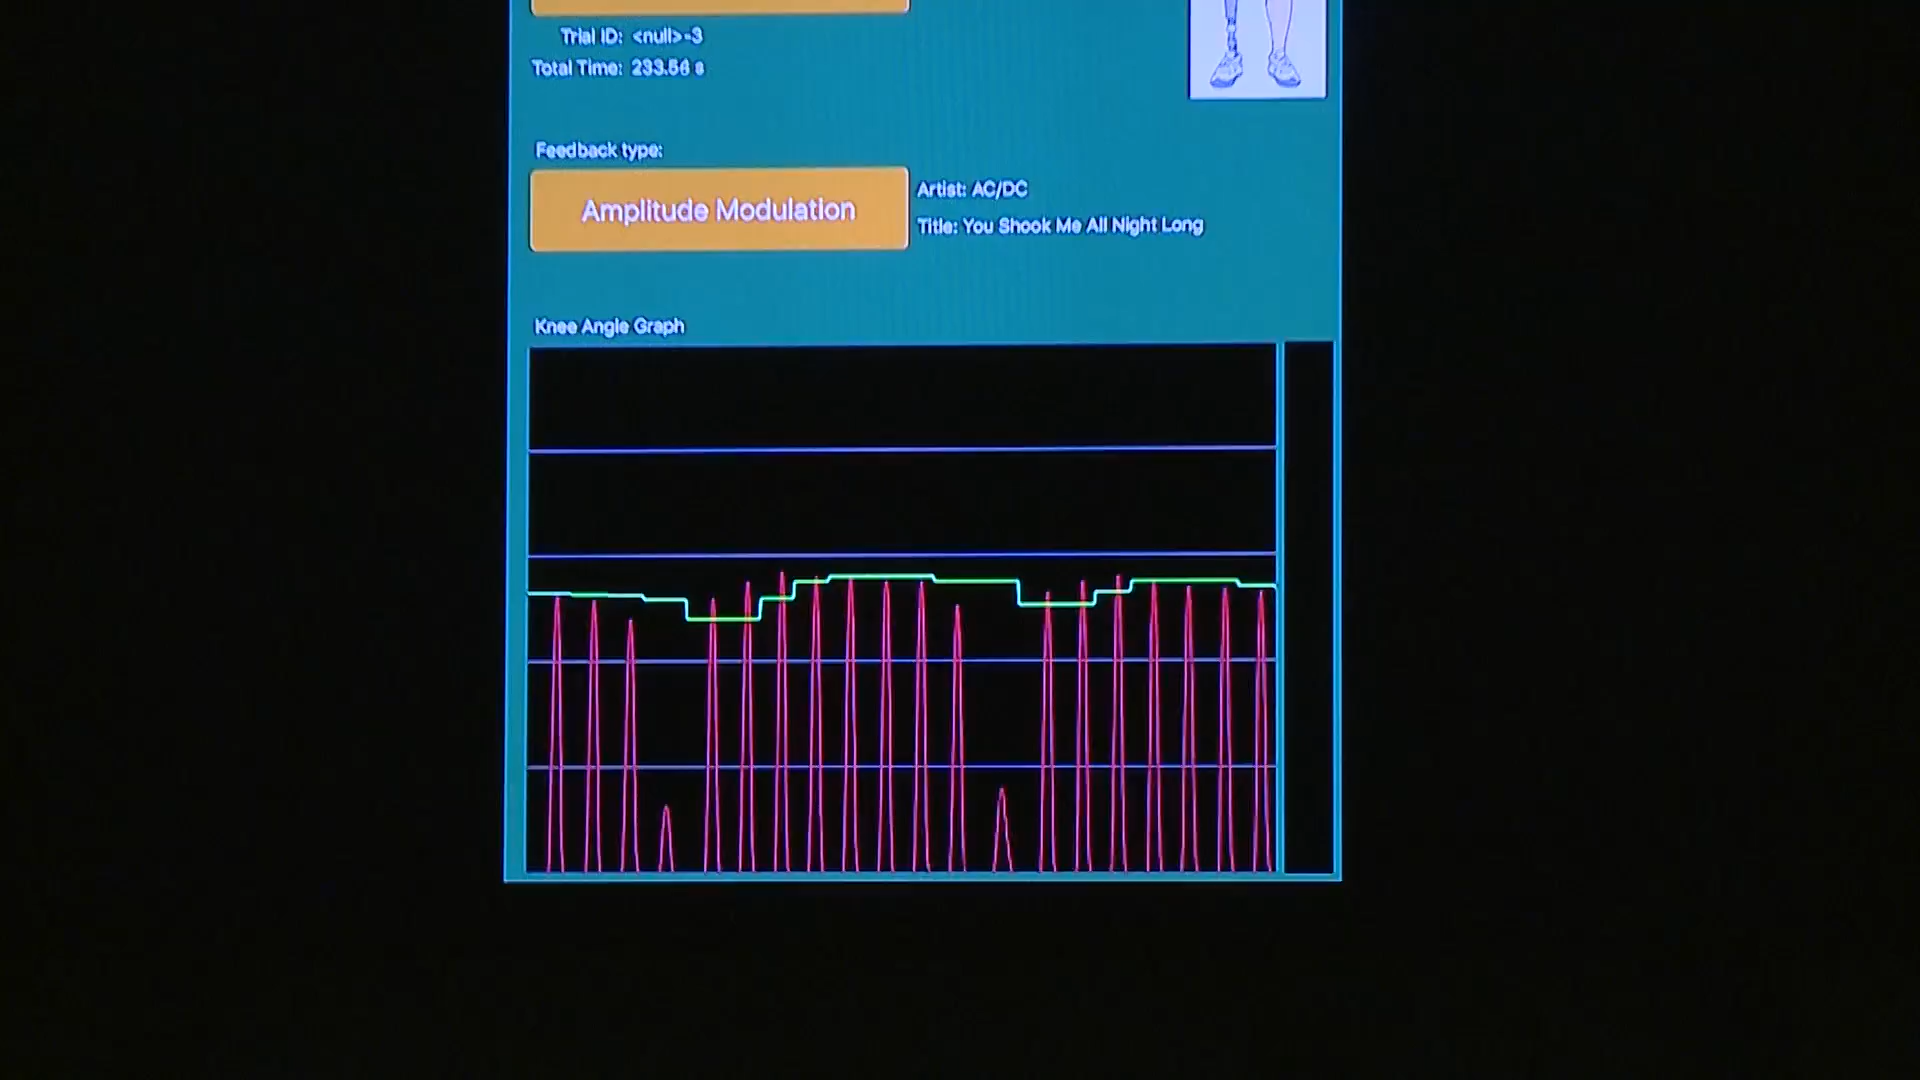 Trial ID: <null>-3
Total Time: 233.56 s
Feedback type:
Amplitude Modulation
Artist: AC/DC
Title: You Shook Me All Night Long
Knee Angle Graph